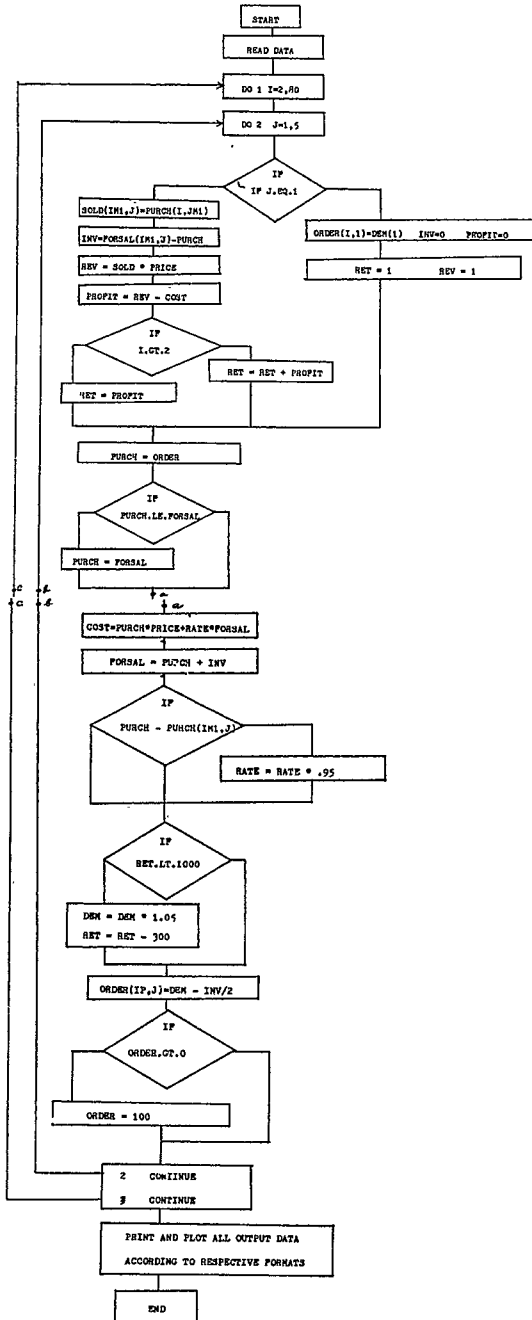 START
READ DATA
DO 1 I=2,80
DO 2 J=1,5
IF
IF J.EQ.1
SOLD(IM1,J)=PURCH(I,JM1)
INV=FORSAL(IM1,J)-PURCH
REV = SOLD * PRICE
PROFIT = REV - COST
ORDER(I,1)=DEM(1) INV=0 PROFIT=0
RET = 1 REV = 1
IF
I.GT.2
RET = RET + PROFIT
RET = PROFIT
PURCH = ORDER
IF
PURCH.LE.FORSAL
PURCH = FORSAL
c b a
c b a
COST=PURCH*PRICE+RATE*FORSAL
FORSAL = PURCH + INV
IF
PURCH - PURCH(IM1,J)
RATE = RATE * .95
IF
RET.LT.1000
DEM = DEM * 1.05
RET = RET - 300
ORDER(IP,J)=DEM - INV/2
IF
ORDER.GT.0
ORDER = 100
2 CONTINUE
CONTINUE
PRINT AND PLOT ALL OUTPUT DATA
ACCORDING TO RESPECTIVE FORMATS
END